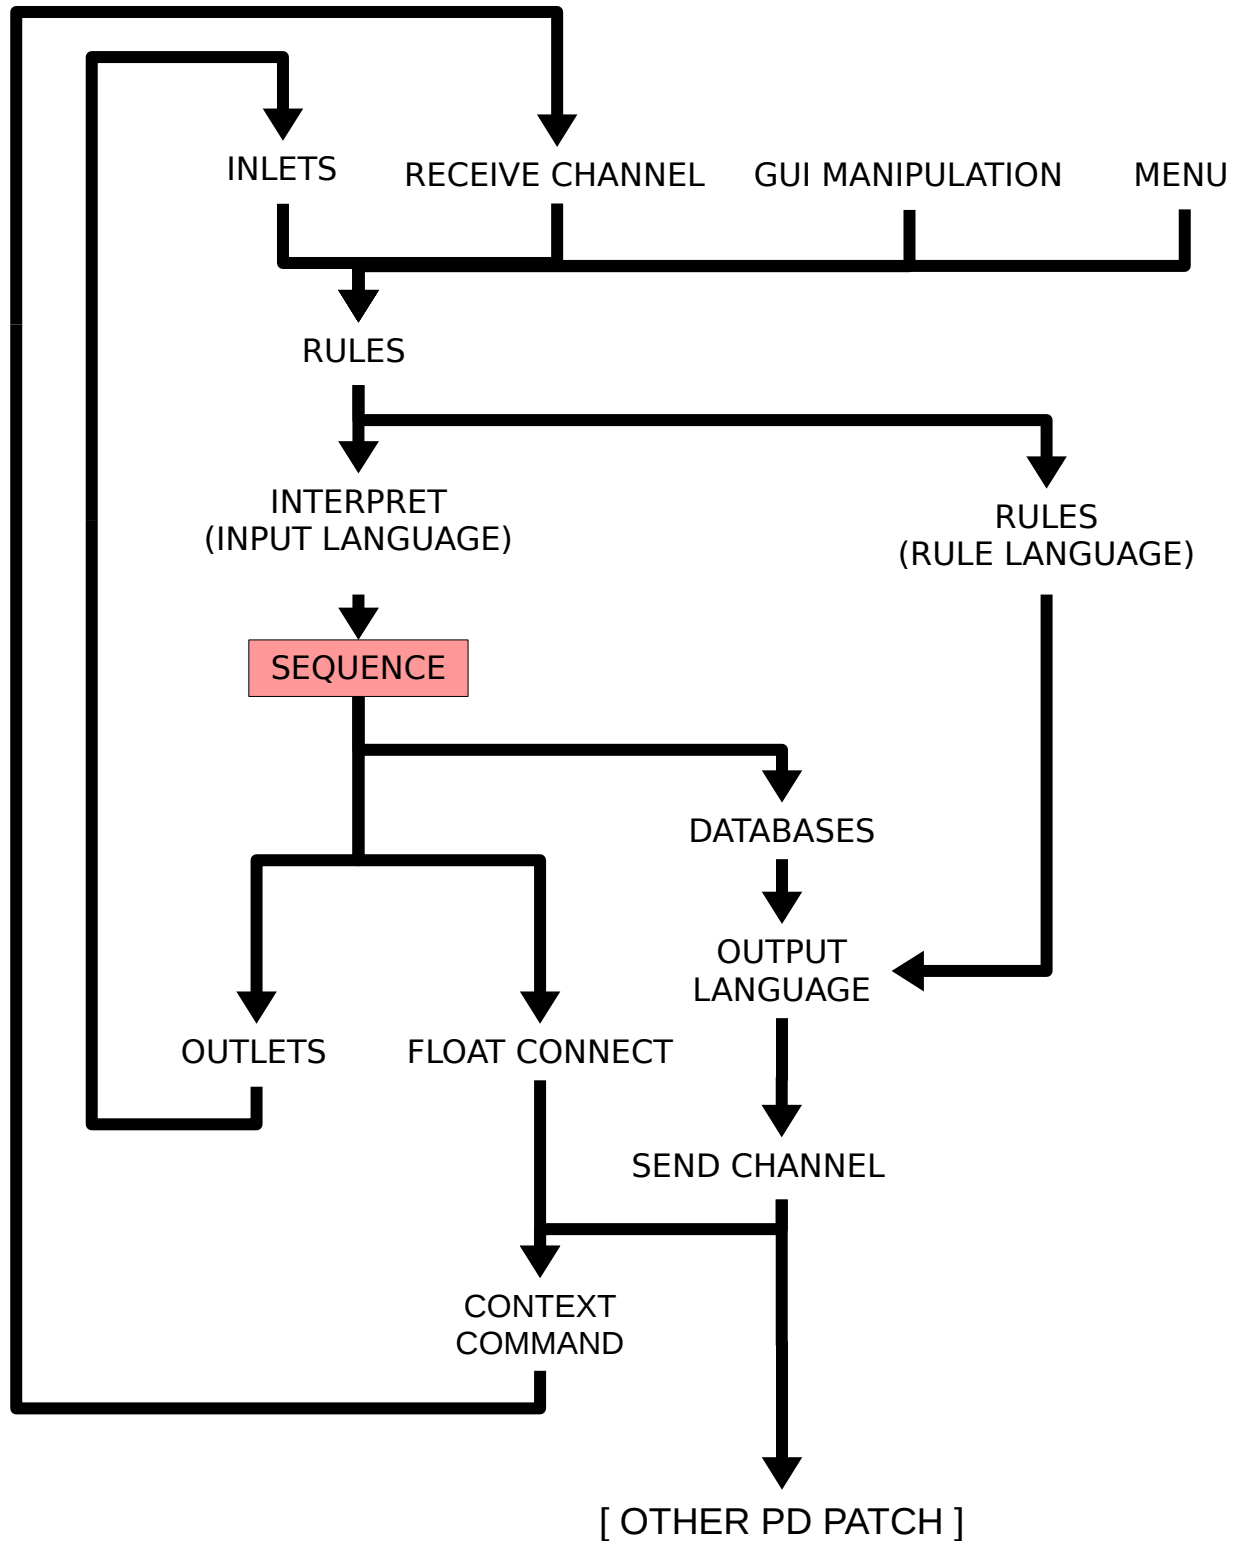 INLETS
RECEIVE CHANNEL
GUI MANIPULATION
MENU
RULES
INTERPRET
(INPUT LANGUAGE)
RULES
(RULE LANGUAGE)
SEQUENCE
DATABASES
OUTPUT
LANGUAGE
OUTLETS
FLOAT CONNECT
SEND CHANNEL
CONTEXT
COMMAND
[ OTHER PD PATCH ]